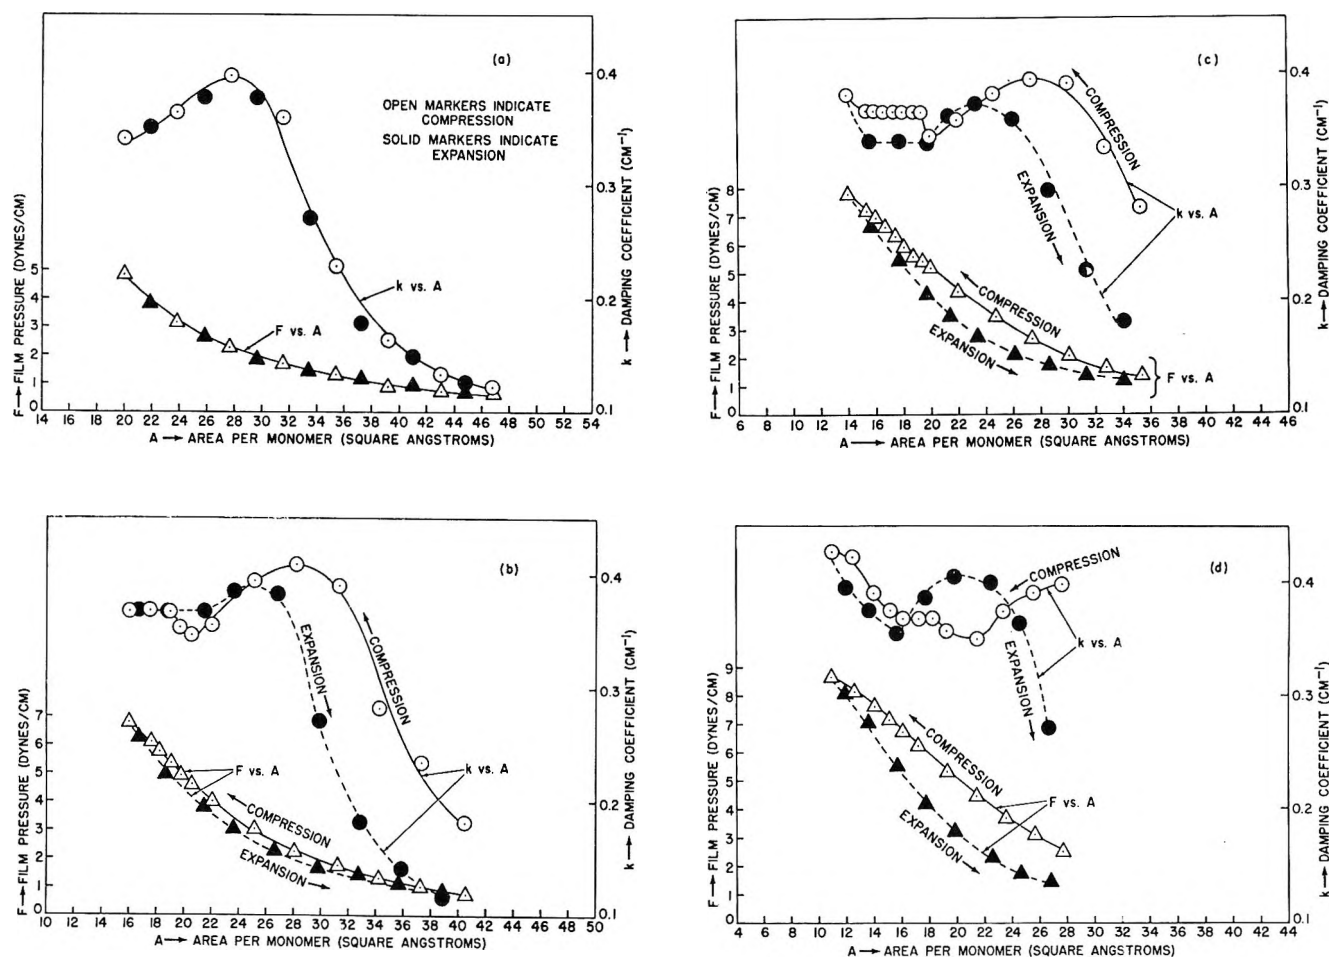 (a)
OPEN MARKERS INDICATE
COMPRESSION
SOLID MARKERS INDICATE
EXPANSION
k vs. A
F vs. A
F → FILM PRESSURE (DYNES/CM)
5
4
3
2
1
0
k → DAMPING COEFFICIENT (CM⁻¹)
0.4
0.3
0.2
0.1
14 16 18 20 22 24 26 28 30 32 34 36 38 40 42 44 46 48 50 52 54
A → AREA PER MONOMER (SQUARE ANGSTROMS)
(c)
COMPRESSION
EXPANSION
k vs. A
COMPRESSION
EXPANSION
F vs. A
F → FILM PRESSURE (DYNES/CM)
8
7
6
5
4
3
2
1
0
k → DAMPING COEFFICIENT (CM⁻¹)
0.4
0.3
0.2
0.1
6 8 10 12 14 16 18 20 22 24 26 28 30 32 34 36 38 40 42 44 46
A → AREA PER MONOMER (SQUARE ANGSTROMS)
(b)
EXPANSION
COMPRESSION
k vs. A
F vs. A
COMPRESSION
EXPANSION
F → FILM PRESSURE (DYNES/CM)
7
6
5
4
3
2
1
0
k → DAMPING COEFFICIENT (CM⁻¹)
0.4
0.3
0.2
0.1
10 12 14 16 18 20 22 24 26 28 30 32 34 36 38 40 42 44 46 48 50
A → AREA PER MONOMER (SQUARE ANGSTROMS)
(d)
COMPRESSION
k vs. A
EXPANSION
COMPRESSION
F vs. A
EXPANSION
F → FILM PRESSURE (DYNES/CM)
9
8
7
6
5
4
3
2
1
0
k → DAMPING COEFFICIENT (CM⁻¹)
0.4
0.3
0.2
0.1
4 6 8 10 12 14 16 18 20 22 24 26 28 30 32 34 36 38 40 42 44
A → AREA PER MONOMER (SQUARE ANGSTROMS)